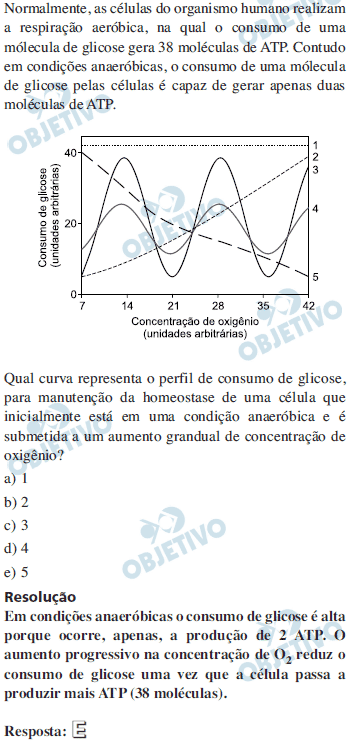 Normalmente, as células do organismo humano realizam
a respiração aeróbica, na qual o consumo de uma
mólecula de glicose gera 38 moléculas de ATP. Contudo
em condições anaeróbicas, o consumo de uma mólecula
de glicose pelas células é capaz de gerar apenas duas
moléculas de ATP.
OBJETIVO
OBJETIVO
Consumo de glicose
(unidades arbitrárias)
40
20
0
1
2
3
4
5
7 14 21 28 35 42
Concentração de oxigênio
(unidades arbitrárias)
OBJETIVO
OBJETIVO
Qual curva representa o perfil de consumo de glicose,
para manutenção da homeostase de uma célula que
inicialmente está em uma condição anaeróbica e é
submetida a um aumento grandual de concentração de
oxigênio?
a) 1
b) 2
c) 3
d) 4
e) 5
OBJETIVO
OBJETIVO
Resolução
Em condições anaeróbicas o consumo de glicose é alta
porque ocorre, apenas, a produção de 2 ATP. O
aumento progressivo na concentração de O2 reduz o
consumo de glicose uma vez que a célula passa a
produzir mais ATP (38 moléculas).
OBJETIVO
Resposta: E